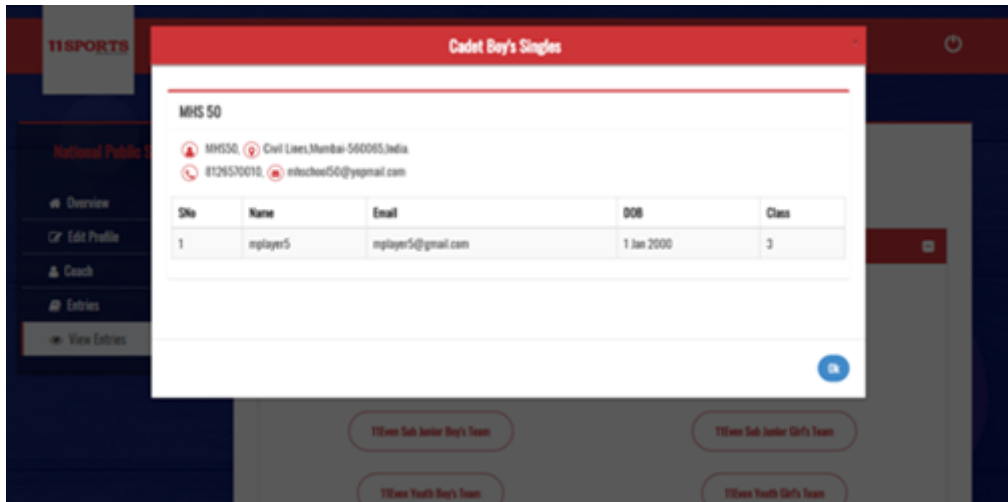 11SPORTS
Cadet Boy's Singles
MHS 50
MHS50, Civil Lines,Mumbai-560065,India.
8126570010, mhschool50@yopmail.com
SNo Name Email DOB Class
1 mplayer5 mplayer5@gmail.com 1 Jan 2000 3
Ok
National Public S
Overview
Edit Profile
Coach
Entries
View Entries
11Even Sub Junior Boy's Team
11Even Sub Junior Girl's Team
11Even Youth Boy's Team
11Even Youth Girl's Team